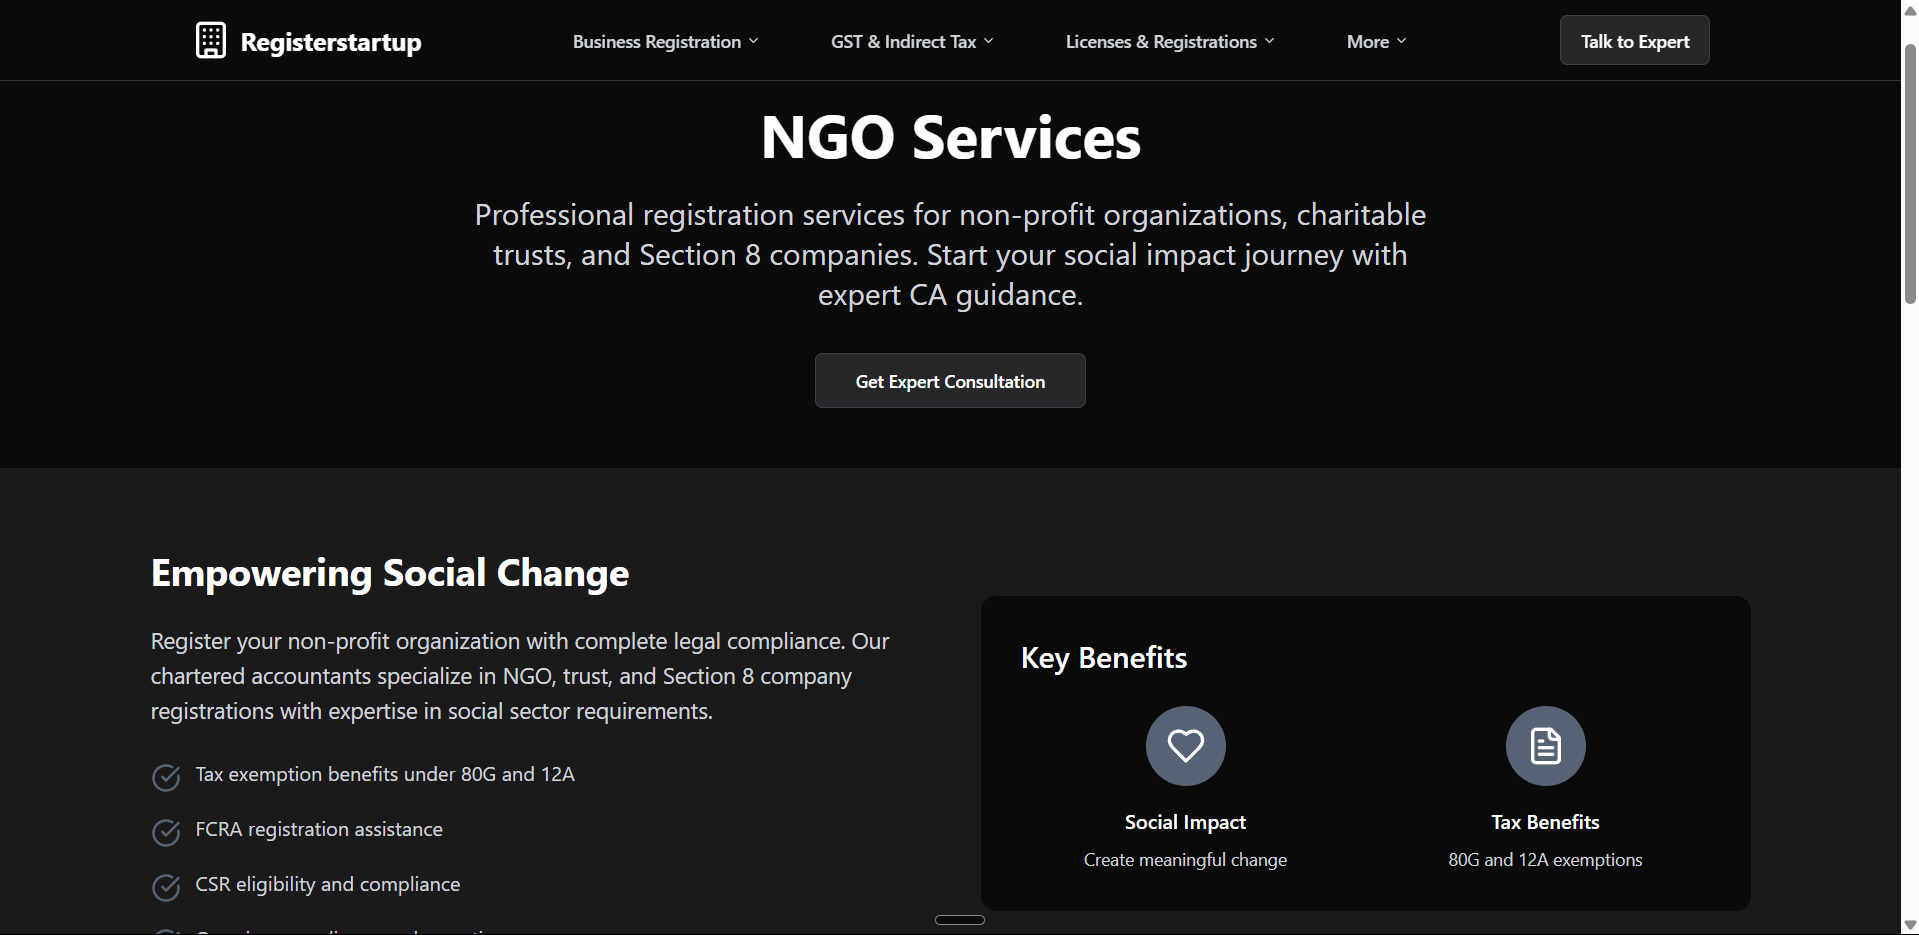 Registerstartup
Business Registration
GST & Indirect Tax
Licenses & Registrations
More
Talk to Expert
NGO Services
Professional registration services for non-profit organizations, charitable
trusts, and Section 8 companies. Start your social impact journey with
expert CA guidance.
Get Expert Consultation
Empowering Social Change
Register your non-profit organization with complete legal compliance. Our
chartered accountants specialize in NGO, trust, and Section 8 company
registrations with expertise in social sector requirements.
Tax exemption benefits under 80G and 12A
FCRA registration assistance
CSR eligibility and compliance
Key Benefits
Social Impact
Create meaningful change
Tax Benefits
80G and 12A exemptions